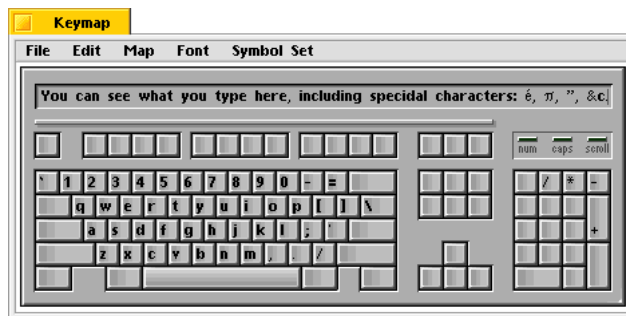 Keymap
File Edit Map Font Symbol Set
You can see what you type here, including specidal characters: é, π, ”, &c.
num caps scroll
` 1 2 3 4 5 6 7 8 9 0 - = / * -
q w e r t y u i o p [ ] \
a s d f g h j k l ; ' +
z x c v b n m , . /